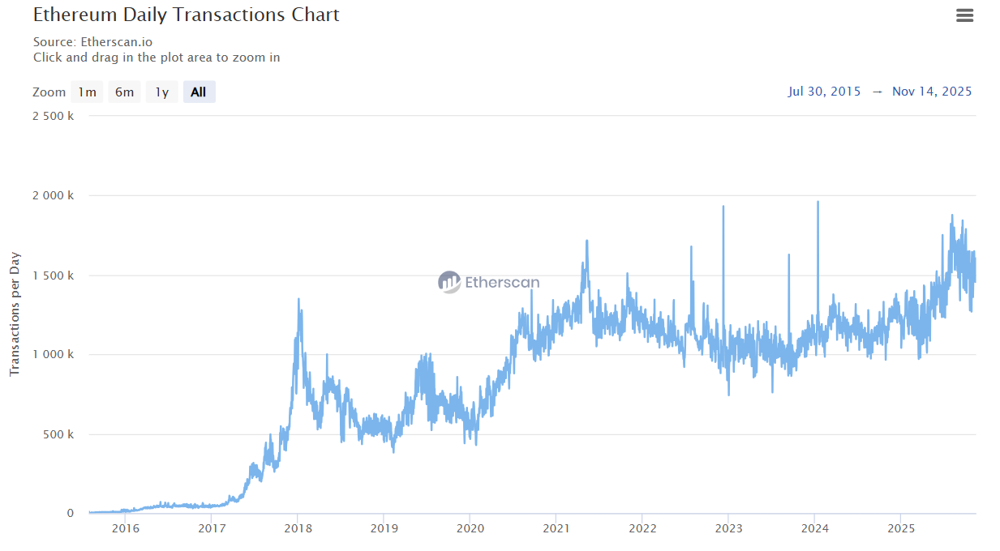 Ethereum Daily Transactions Chart
Source: Etherscan.io
Click and drag in the plot area to zoom in
Zoom 1m 6m 1y All
Jul 30, 2015 → Nov 14, 2025
2 500 k
2 000 k
1 500 k
1 000 k
500 k
0
Transactions per Day
Etherscan
2016 2017 2018 2019 2020 2021 2022 2023 2024 2025